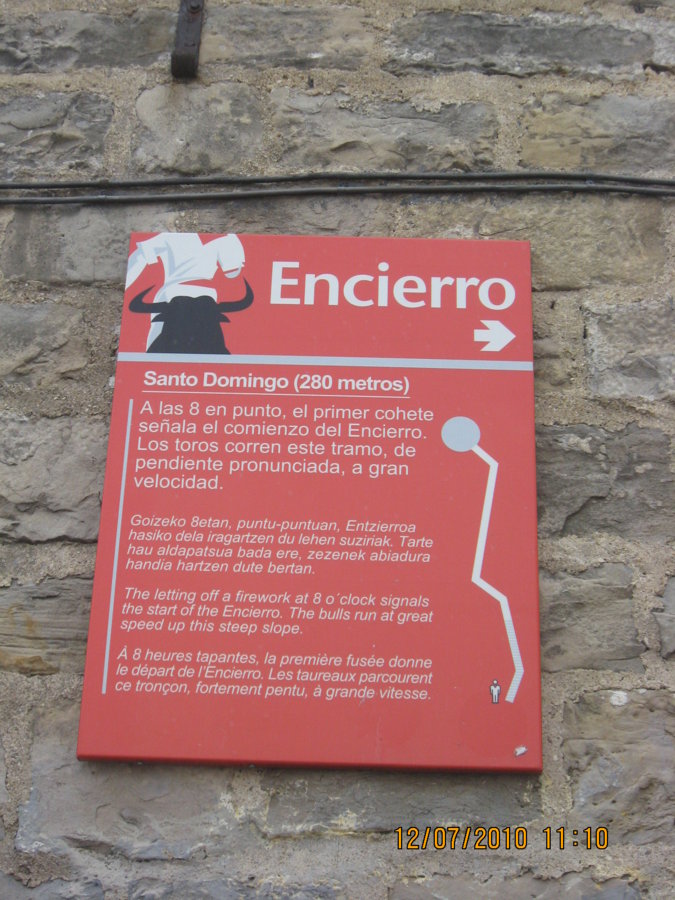 Encierro
Santo Domingo (280 metros)
A las 8 en punto, el primer cohete
señala el comienzo del Encierro.
Los toros corren este tramo, de
pendiente pronunciada, a gran
velocidad.
Goizeko 8etan, puntu-puntuan, Entzierroa
hasiko dela iragartzen du lehen suziriak. Tarte
hau aldapatsua bada ere, zezenek abiadura
handia hartzen dute bertan.
The letting off a firework at 8 o´clock signals
the start of the Encierro. The bulls run at great
speed up this steep slope.
À 8 heures tapantes, la première fusée donne
le départ de l'Encierro. Les taureaux parcourent
ce tronçon, fortement pentu, à grande vitesse.
12/07/2010 11:10